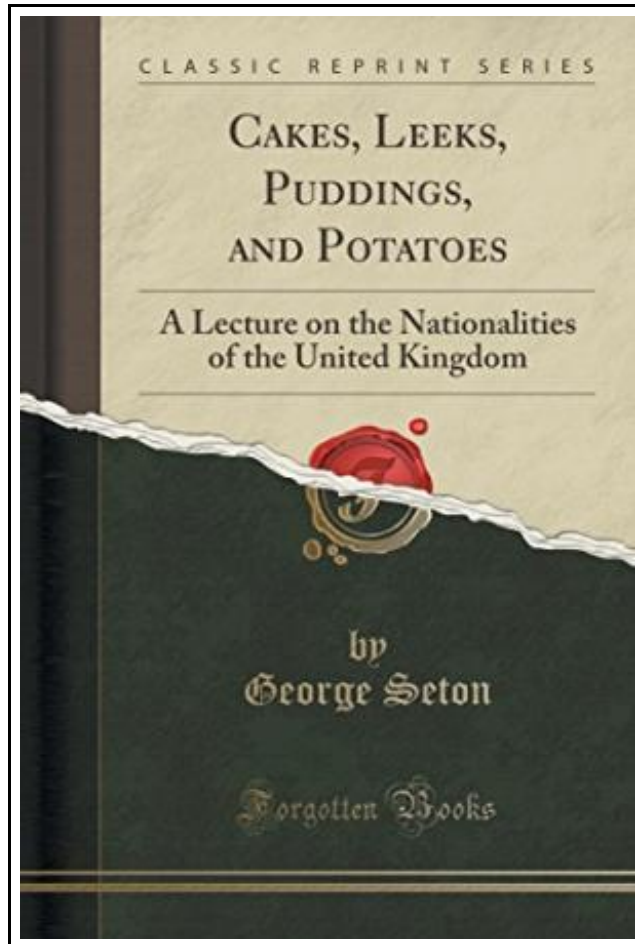 CLASSIC REPRINT SERIES
CAKES, LEEKS,
PUDDINGS,
AND POTATOES
A Lecture on the Nationalities
of the United Kingdom
by
George Seton
Forgotten Books